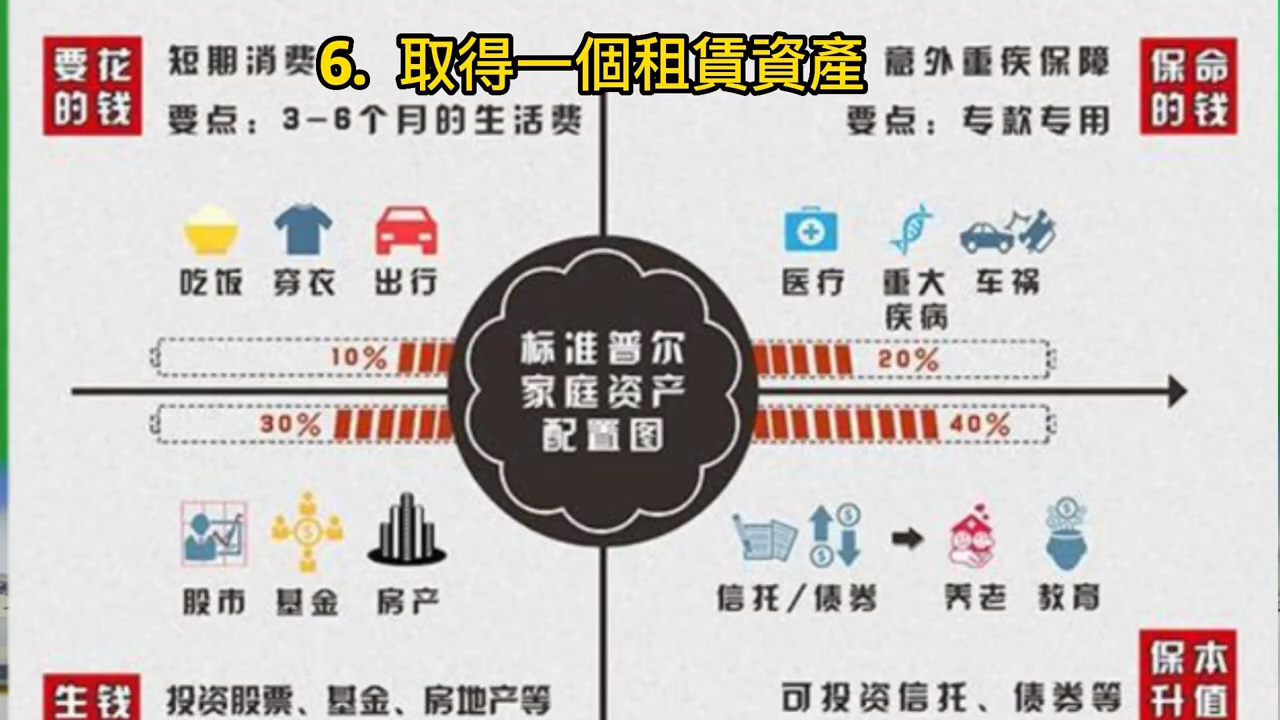 6. 取得一個租賃資產
要花
的钱
短期消费
要点：3-6个月的生活费
意外重疾保障
要点：专款专用
保命
的钱
吃饭 穿衣 出行
医疗 重大疾病 车祸
10%
20%
标准普尔
家庭资产
配置图
30%
40%
股市 基金 房产
信托/债券 养老 教育
生钱
投资股票、基金、房地产等
可投资信托、债券等
保本
升值